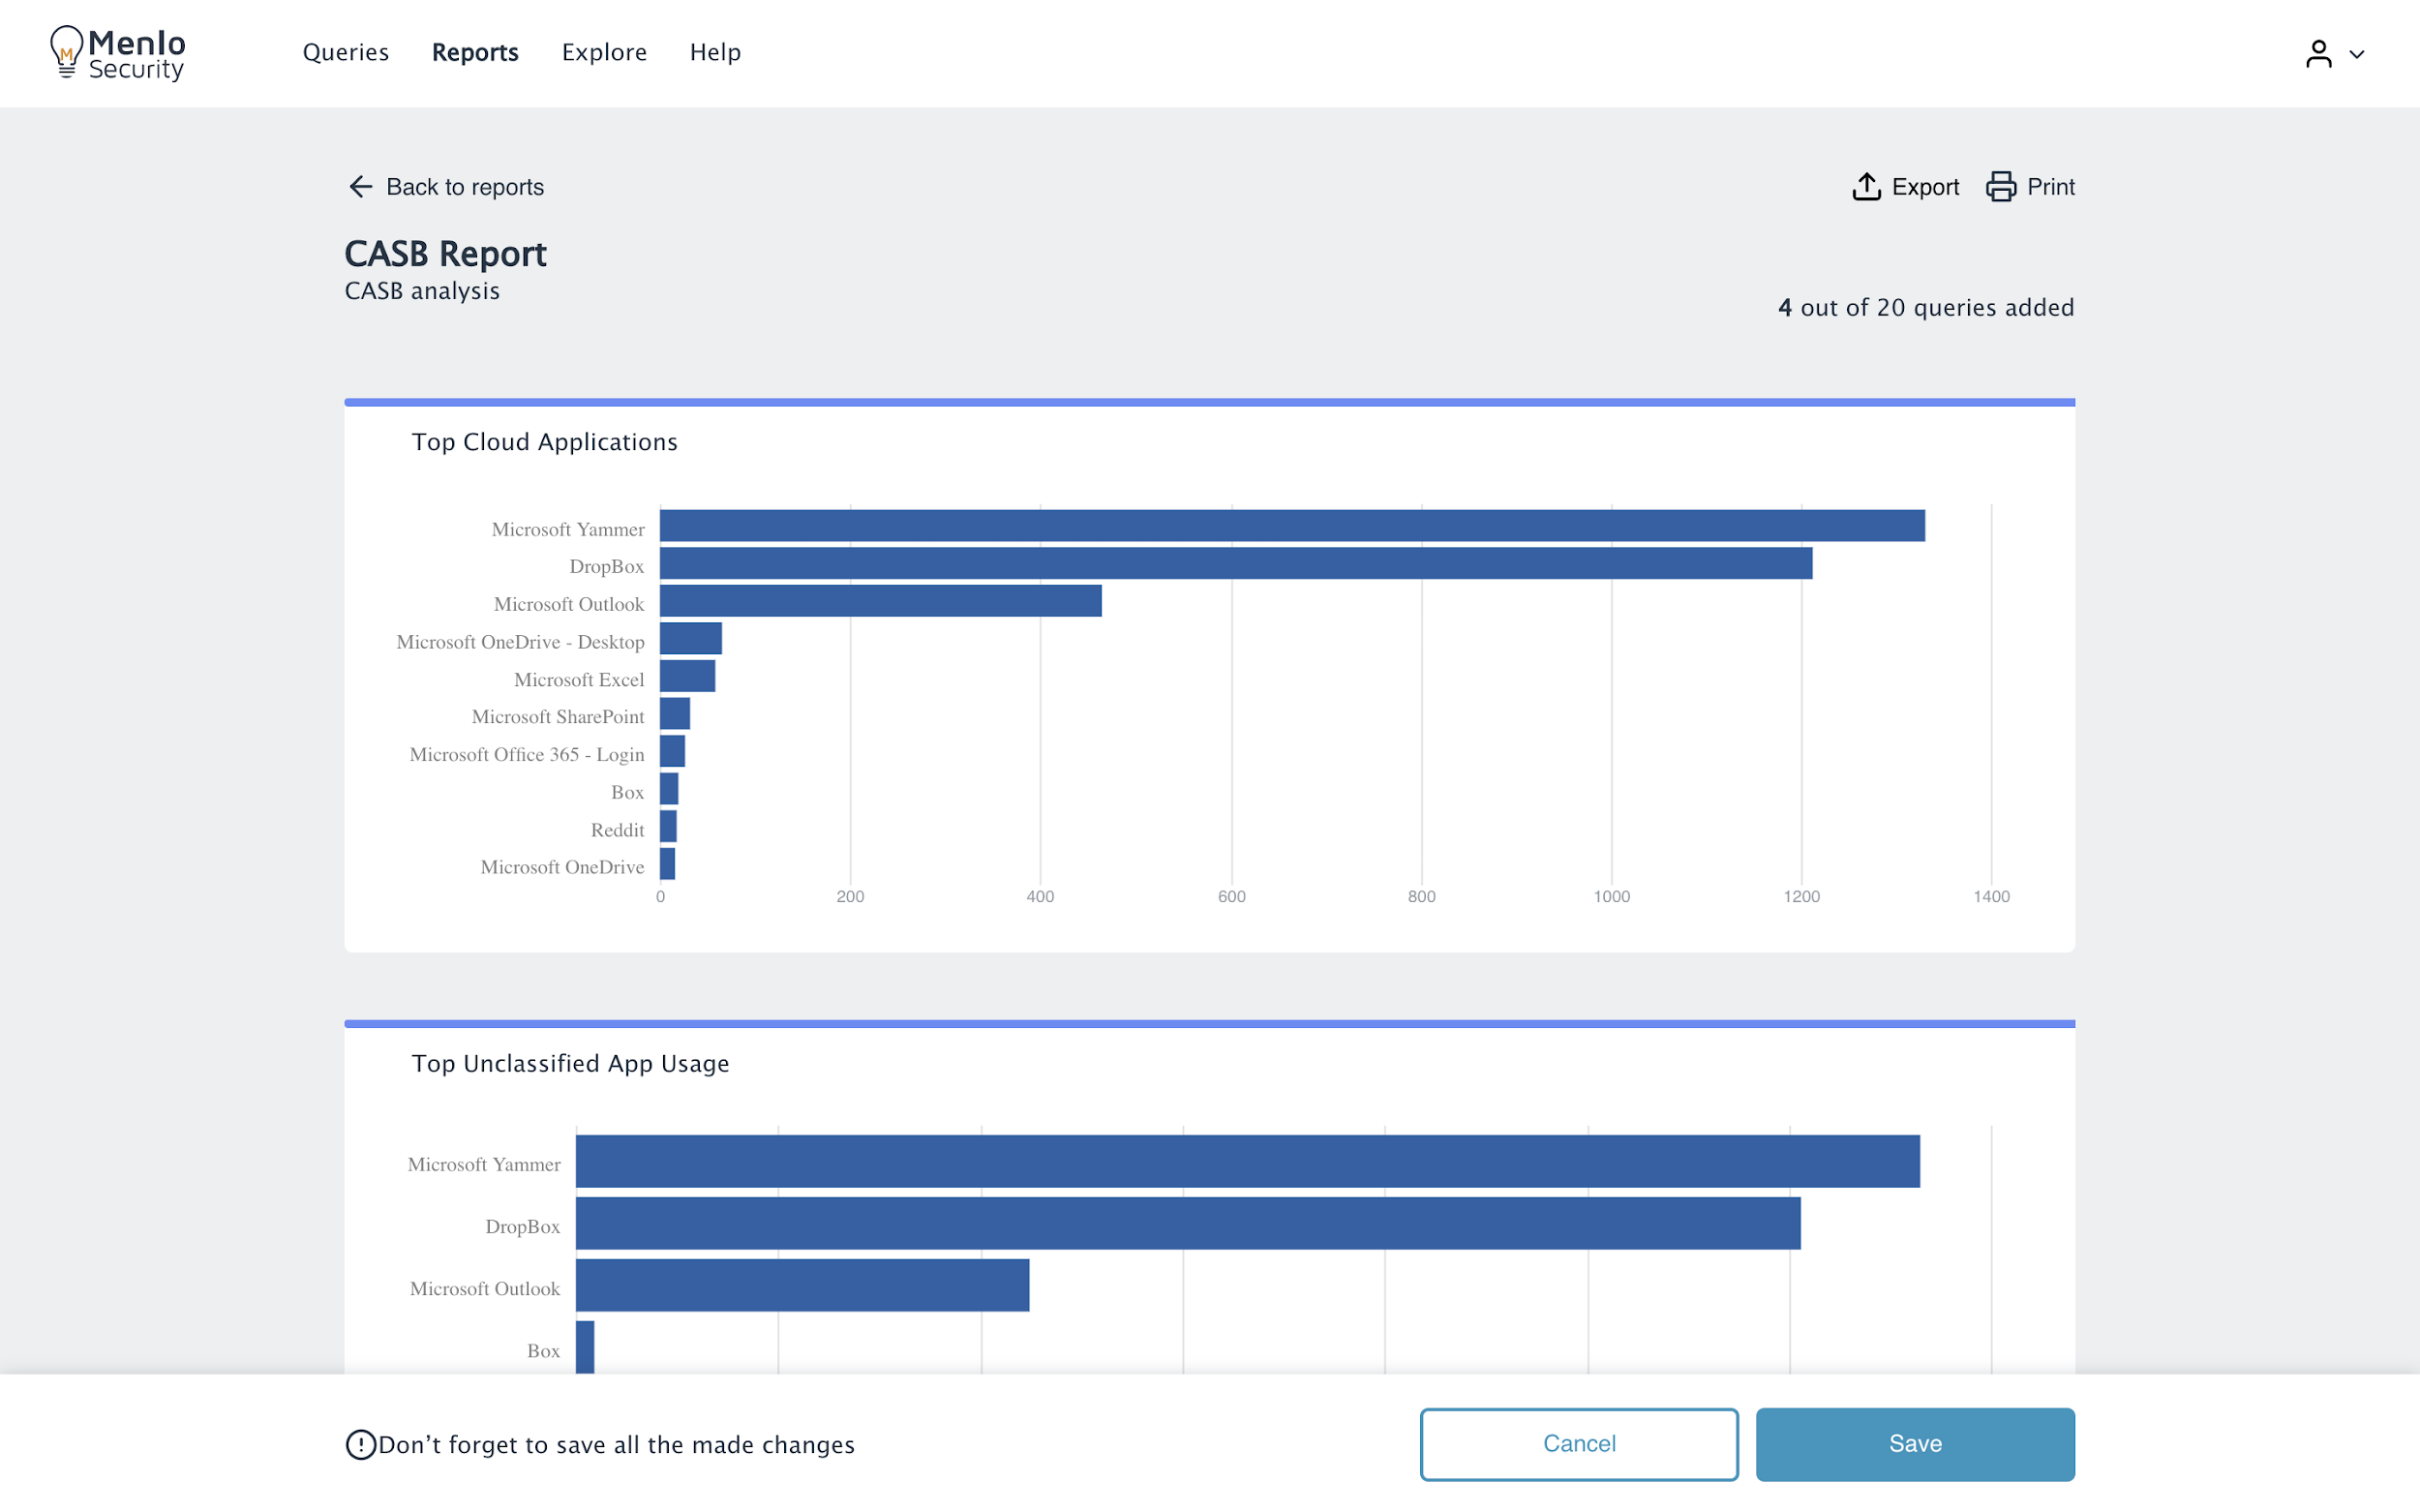 Menlo
Security
Queries Reports Explore Help
Back to reports
Export Print
CASB Report
CASB analysis
4 out of 20 queries added
Top Cloud Applications
Microsoft Yammer
DropBox
Microsoft Outlook
Microsoft OneDrive - Desktop
Microsoft Excel
Microsoft SharePoint
Microsoft Office 365 - Login
Box
Reddit
Microsoft OneDrive
0 200 400 600 800 1000 1200 1400
Top Unclassified App Usage
Microsoft Yammer
DropBox
Microsoft Outlook
Box
Don’t forget to save all the made changes
Cancel Save